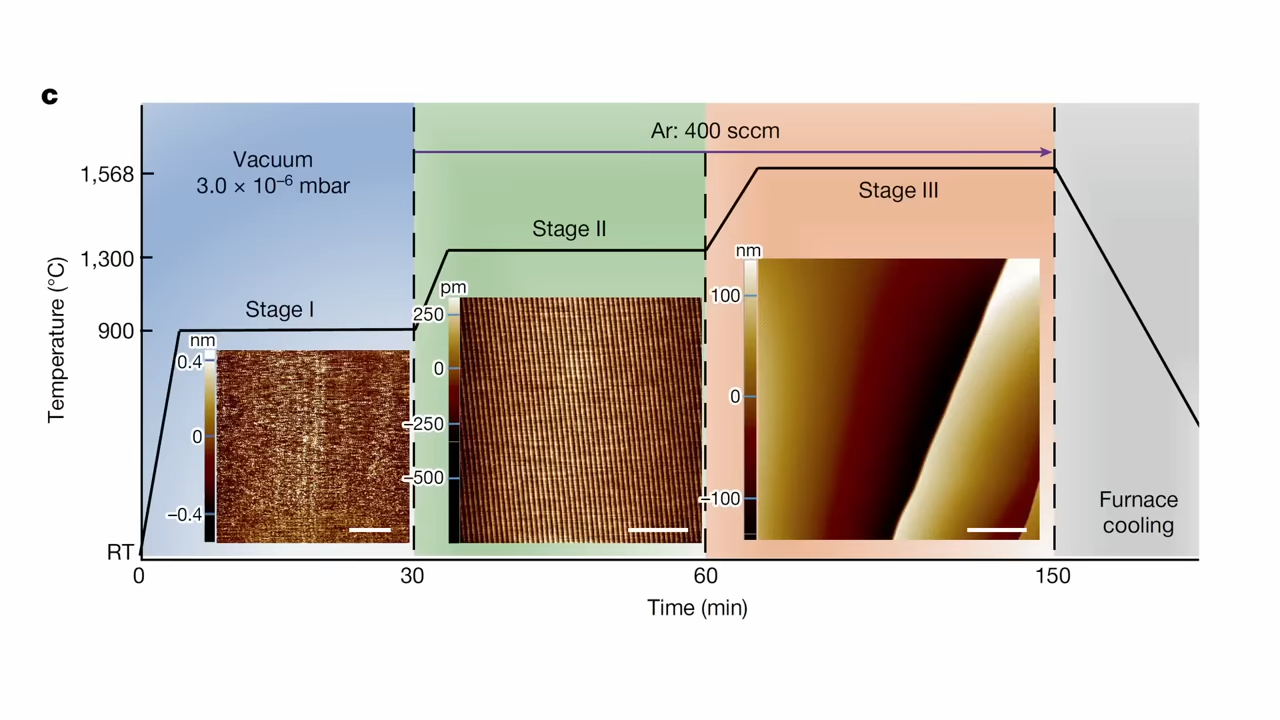 c
Ar: 400 sccm
Vacuum
3.0 × 10⁻⁶ mbar
1,568
Stage III
Stage II
nm
1,300
pm
Stage I
100
250
900
nm
0.4
0
0
−250
0
−500
−100
−0.4
Furnace
cooling
RT
0
30
60
150
Temperature (°C)
Time (min)